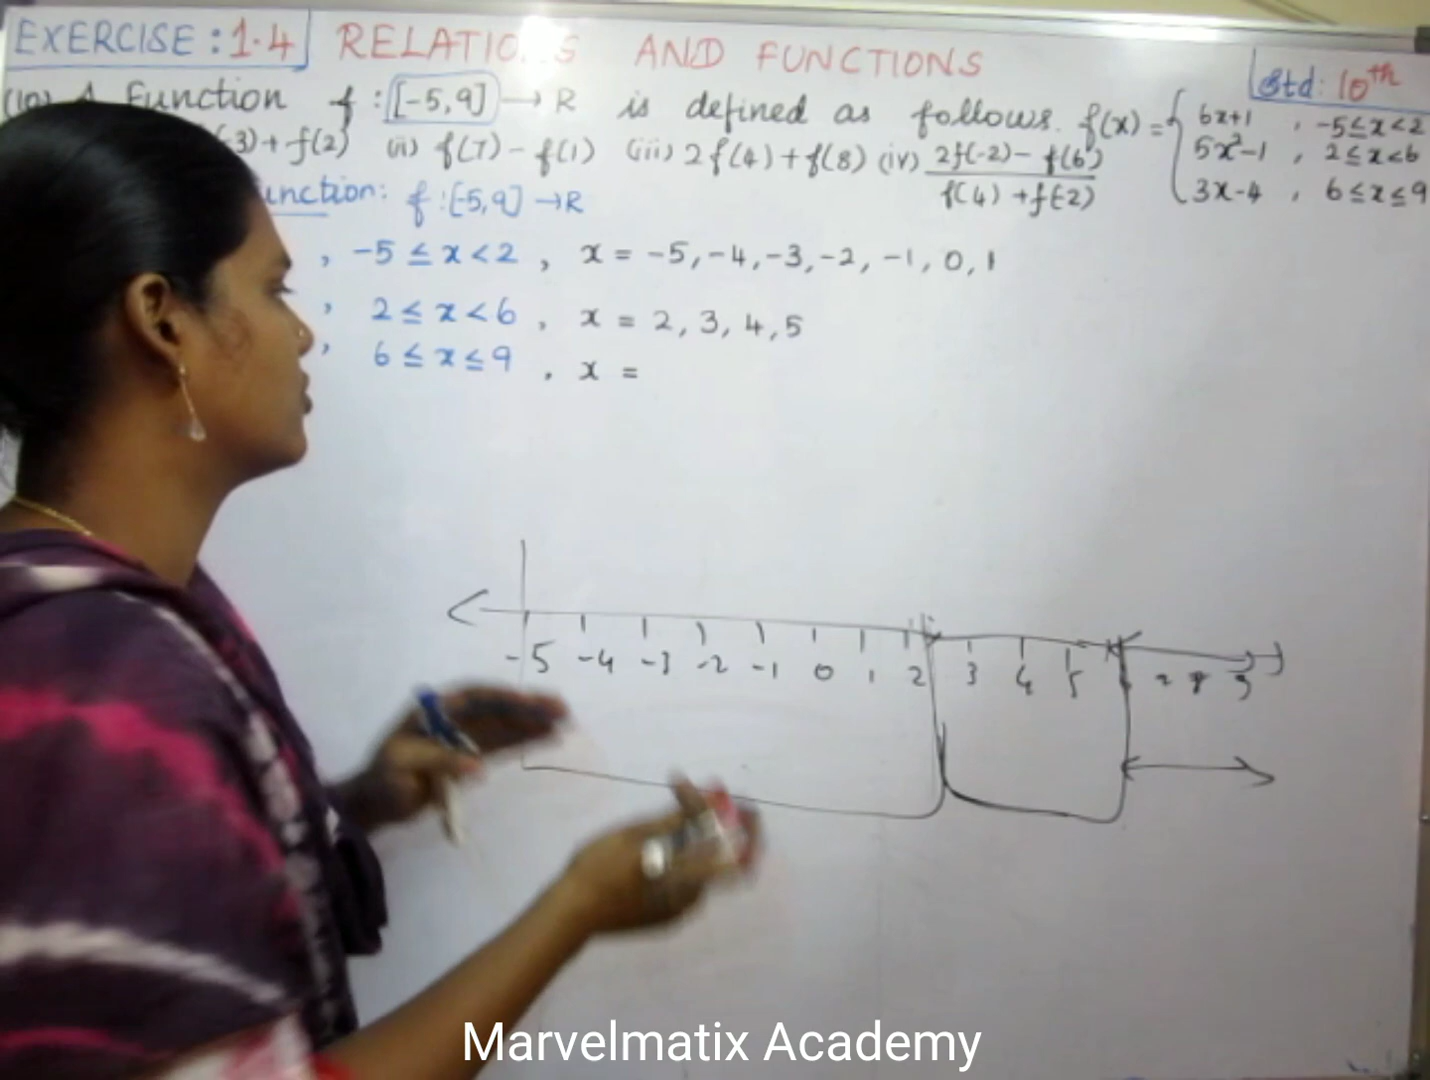 EXERCISE: 1.4 RELATIONS AND FUNCTIONS Std: 10th
(10) A Function f : [-5,9] → R is defined as follows. f(x) = { 6x+1 , -5≤x<2
5x²-1 , 2≤x<6
3x-4 , 6≤x≤9
3)+f(2) (ii) f(7) - f(1) (iii) 2f(4)+f(8) (iv) 2f(-2) - f(6)
f(4) + f(-2)
unction: f : [-5,9] → R
, -5 ≤ x < 2 , x = -5, -4, -3, -2, -1, 0, 1
, 2 ≤ x < 6 , x = 2, 3, 4, 5
, 6 ≤ x ≤ 9 , x =
-5 -4 -3 -2 -1 0 1 2 3 4 5 8 9
Marvelmatix Academy